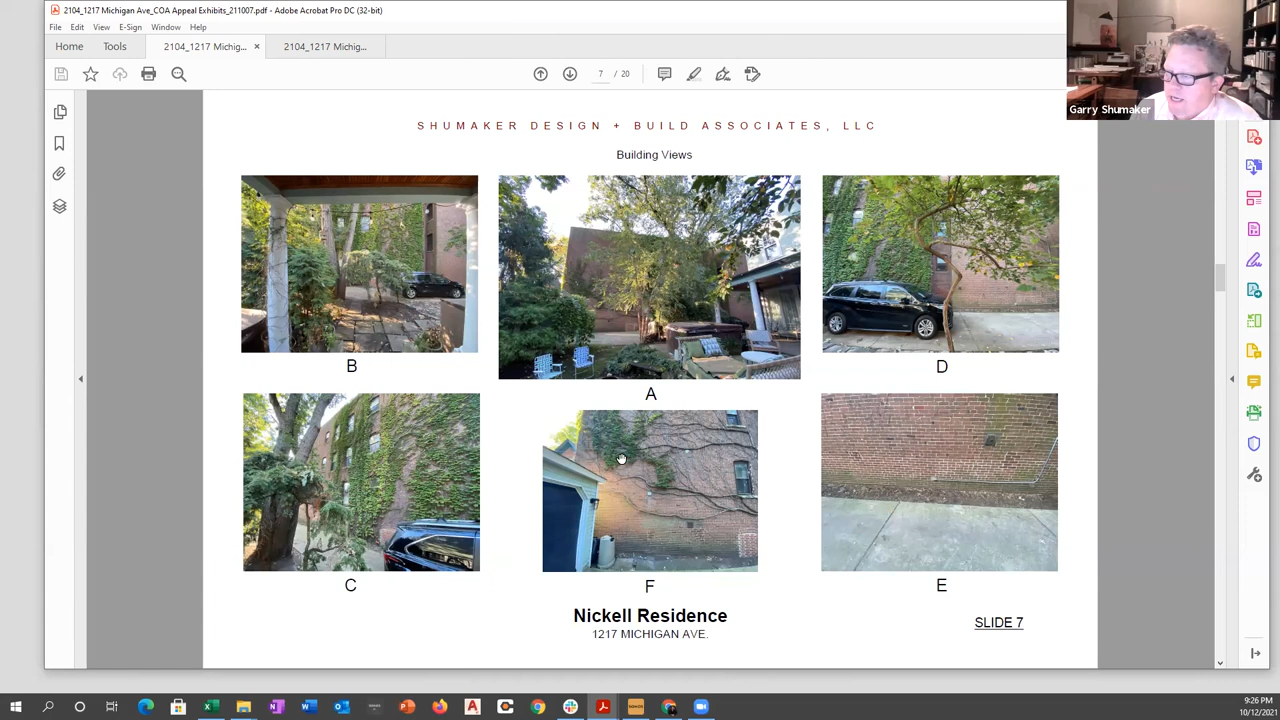 2104_1217 Michigan Ave_COA Appeal Exhibits_211007.pdf - Adobe Acrobat Pro DC (32-bit)
File Edit View E-Sign Window Help
Home Tools 2104_1217 Michig... × 2104_1217 Michig...
7 / 20
Garry Shumaker
SHUMAKER DESIGN + BUILD ASSOCIATES, LLC
Building Views
B
A
D
C
F
E
Nickell Residence
1217 MICHIGAN AVE.
SLIDE 7
9:26 PM
10/12/2021